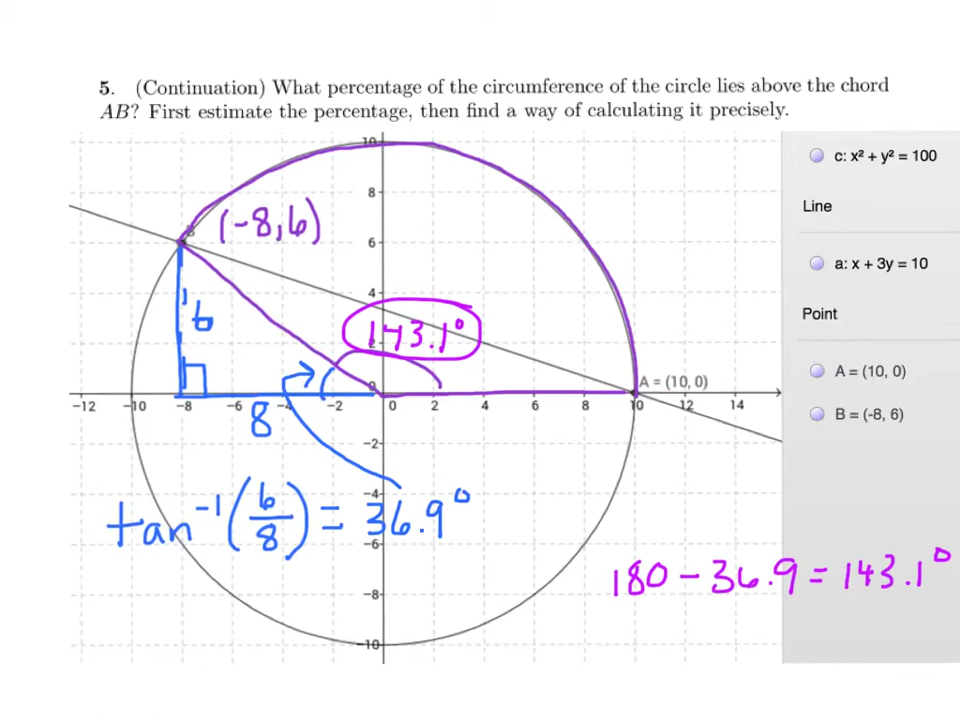 5. (Continuation) What percentage of the circumference of the circle lies above the chord
AB? First estimate the percentage, then find a way of calculating it precisely.
c: x² + y² = 100
Line
a: x + 3y = 10
Point
A = (10, 0)
B = (-8, 6)
10
8
6
4
2
0
-2
-4
-6
-8
-10
-12 -10 -8 -6 -4 -2 0 2 4 6 8 10 12 14
B
(-8,6)
6
143.1°
A = (10, 0)
8
tan⁻¹(6/8) = 36.9°
180 - 36.9 = 143.1°